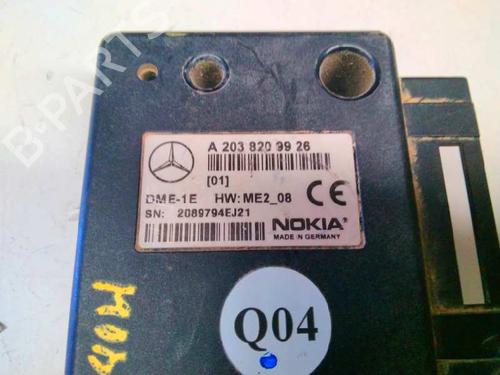 B-PARTS
A 203 820 99 26
[01]
DME-1E HW: ME2_08
SN: 2089794EJ21
CE
NOKIA
MADE IN GERMANY
Q04